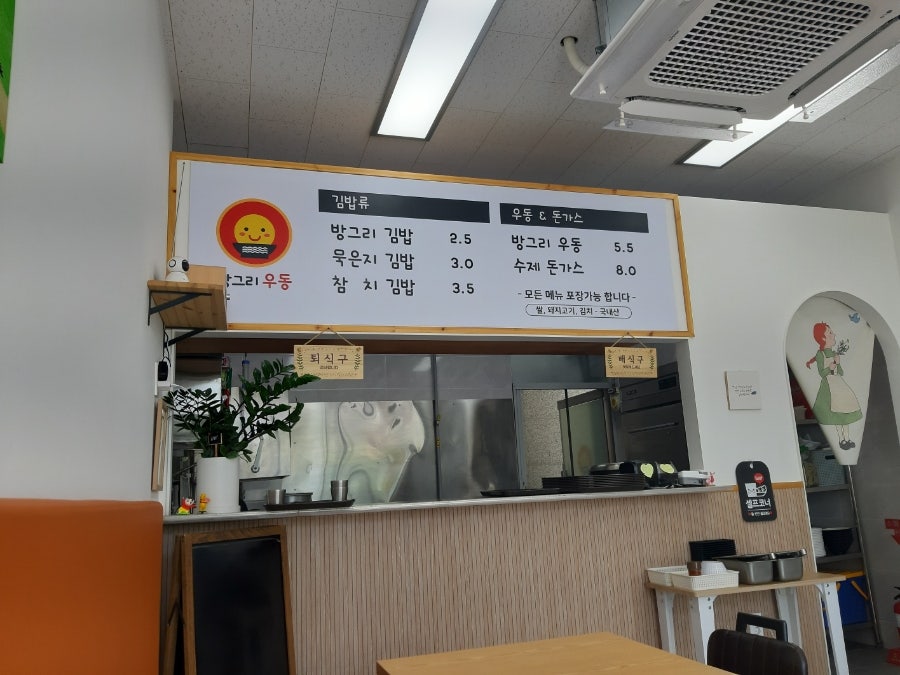 김밥류
방그리 김밥 2.5
묵은지 김밥 3.0
참 치 김밥 3.5
우동 & 돈가스
방그리 우동 5.5
수제 돈가스 8.0
- 모든 메뉴 포장가능 합니다 -
쌀, 돼지고기, 김치 - 국내산
방그리 우동
퇴식구
배식구
셀프코너